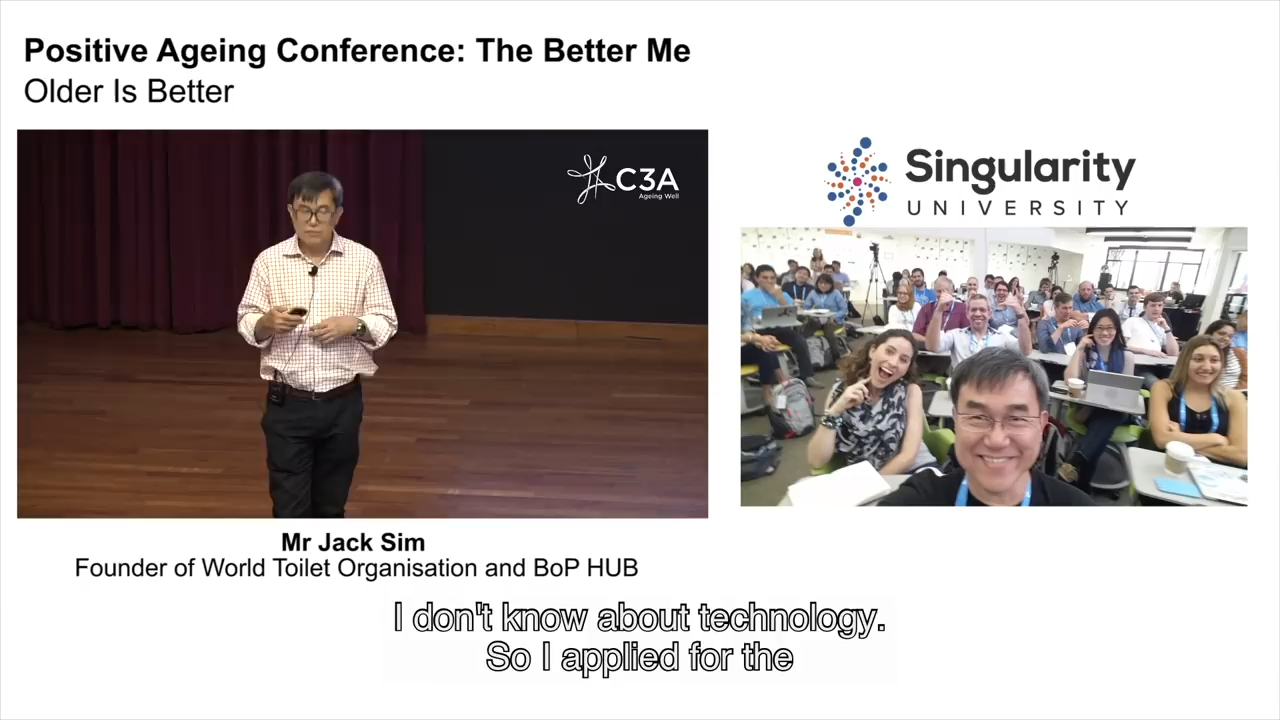 Positive Ageing Conference: The Better Me
Older Is Better
C3A
Ageing Well
Singularity
UNIVERSITY
Mr Jack Sim
Founder of World Toilet Organisation and BoP HUB
I don't know about technology.
So I applied for the